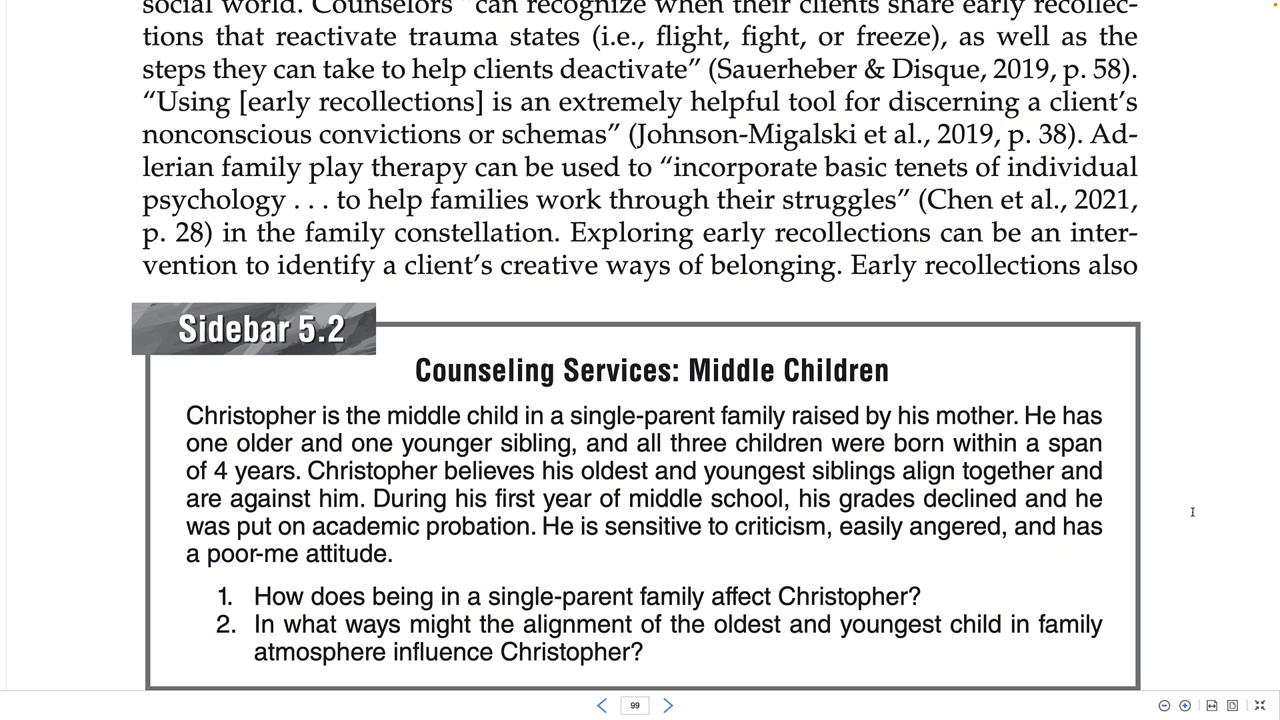 social world. Counselors “can recognize when their clients share early recollec-
tions that reactivate trauma states (i.e., flight, fight, or freeze), as well as the
steps they can take to help clients deactivate” (Sauerheber & Disque, 2019, p. 58).
“Using [early recollections] is an extremely helpful tool for discerning a client’s
nonconscious convictions or schemas” (Johnson-Migalski et al., 2019, p. 38). Ad-
lerian family play therapy can be used to “incorporate basic tenets of individual
psychology . . . to help families work through their struggles” (Chen et al., 2021,
p. 28) in the family constellation. Exploring early recollections can be an inter-
vention to identify a client’s creative ways of belonging. Early recollections also
Sidebar 5.2
Counseling Services: Middle Children
Christopher is the middle child in a single-parent family raised by his mother. He has
one older and one younger sibling, and all three children were born within a span
of 4 years. Christopher believes his oldest and youngest siblings align together and
are against him. During his first year of middle school, his grades declined and he
was put on academic probation. He is sensitive to criticism, easily angered, and has
a poor-me attitude.
1. How does being in a single-parent family affect Christopher?
2. In what ways might the alignment of the oldest and youngest child in family
atmosphere influence Christopher?
99